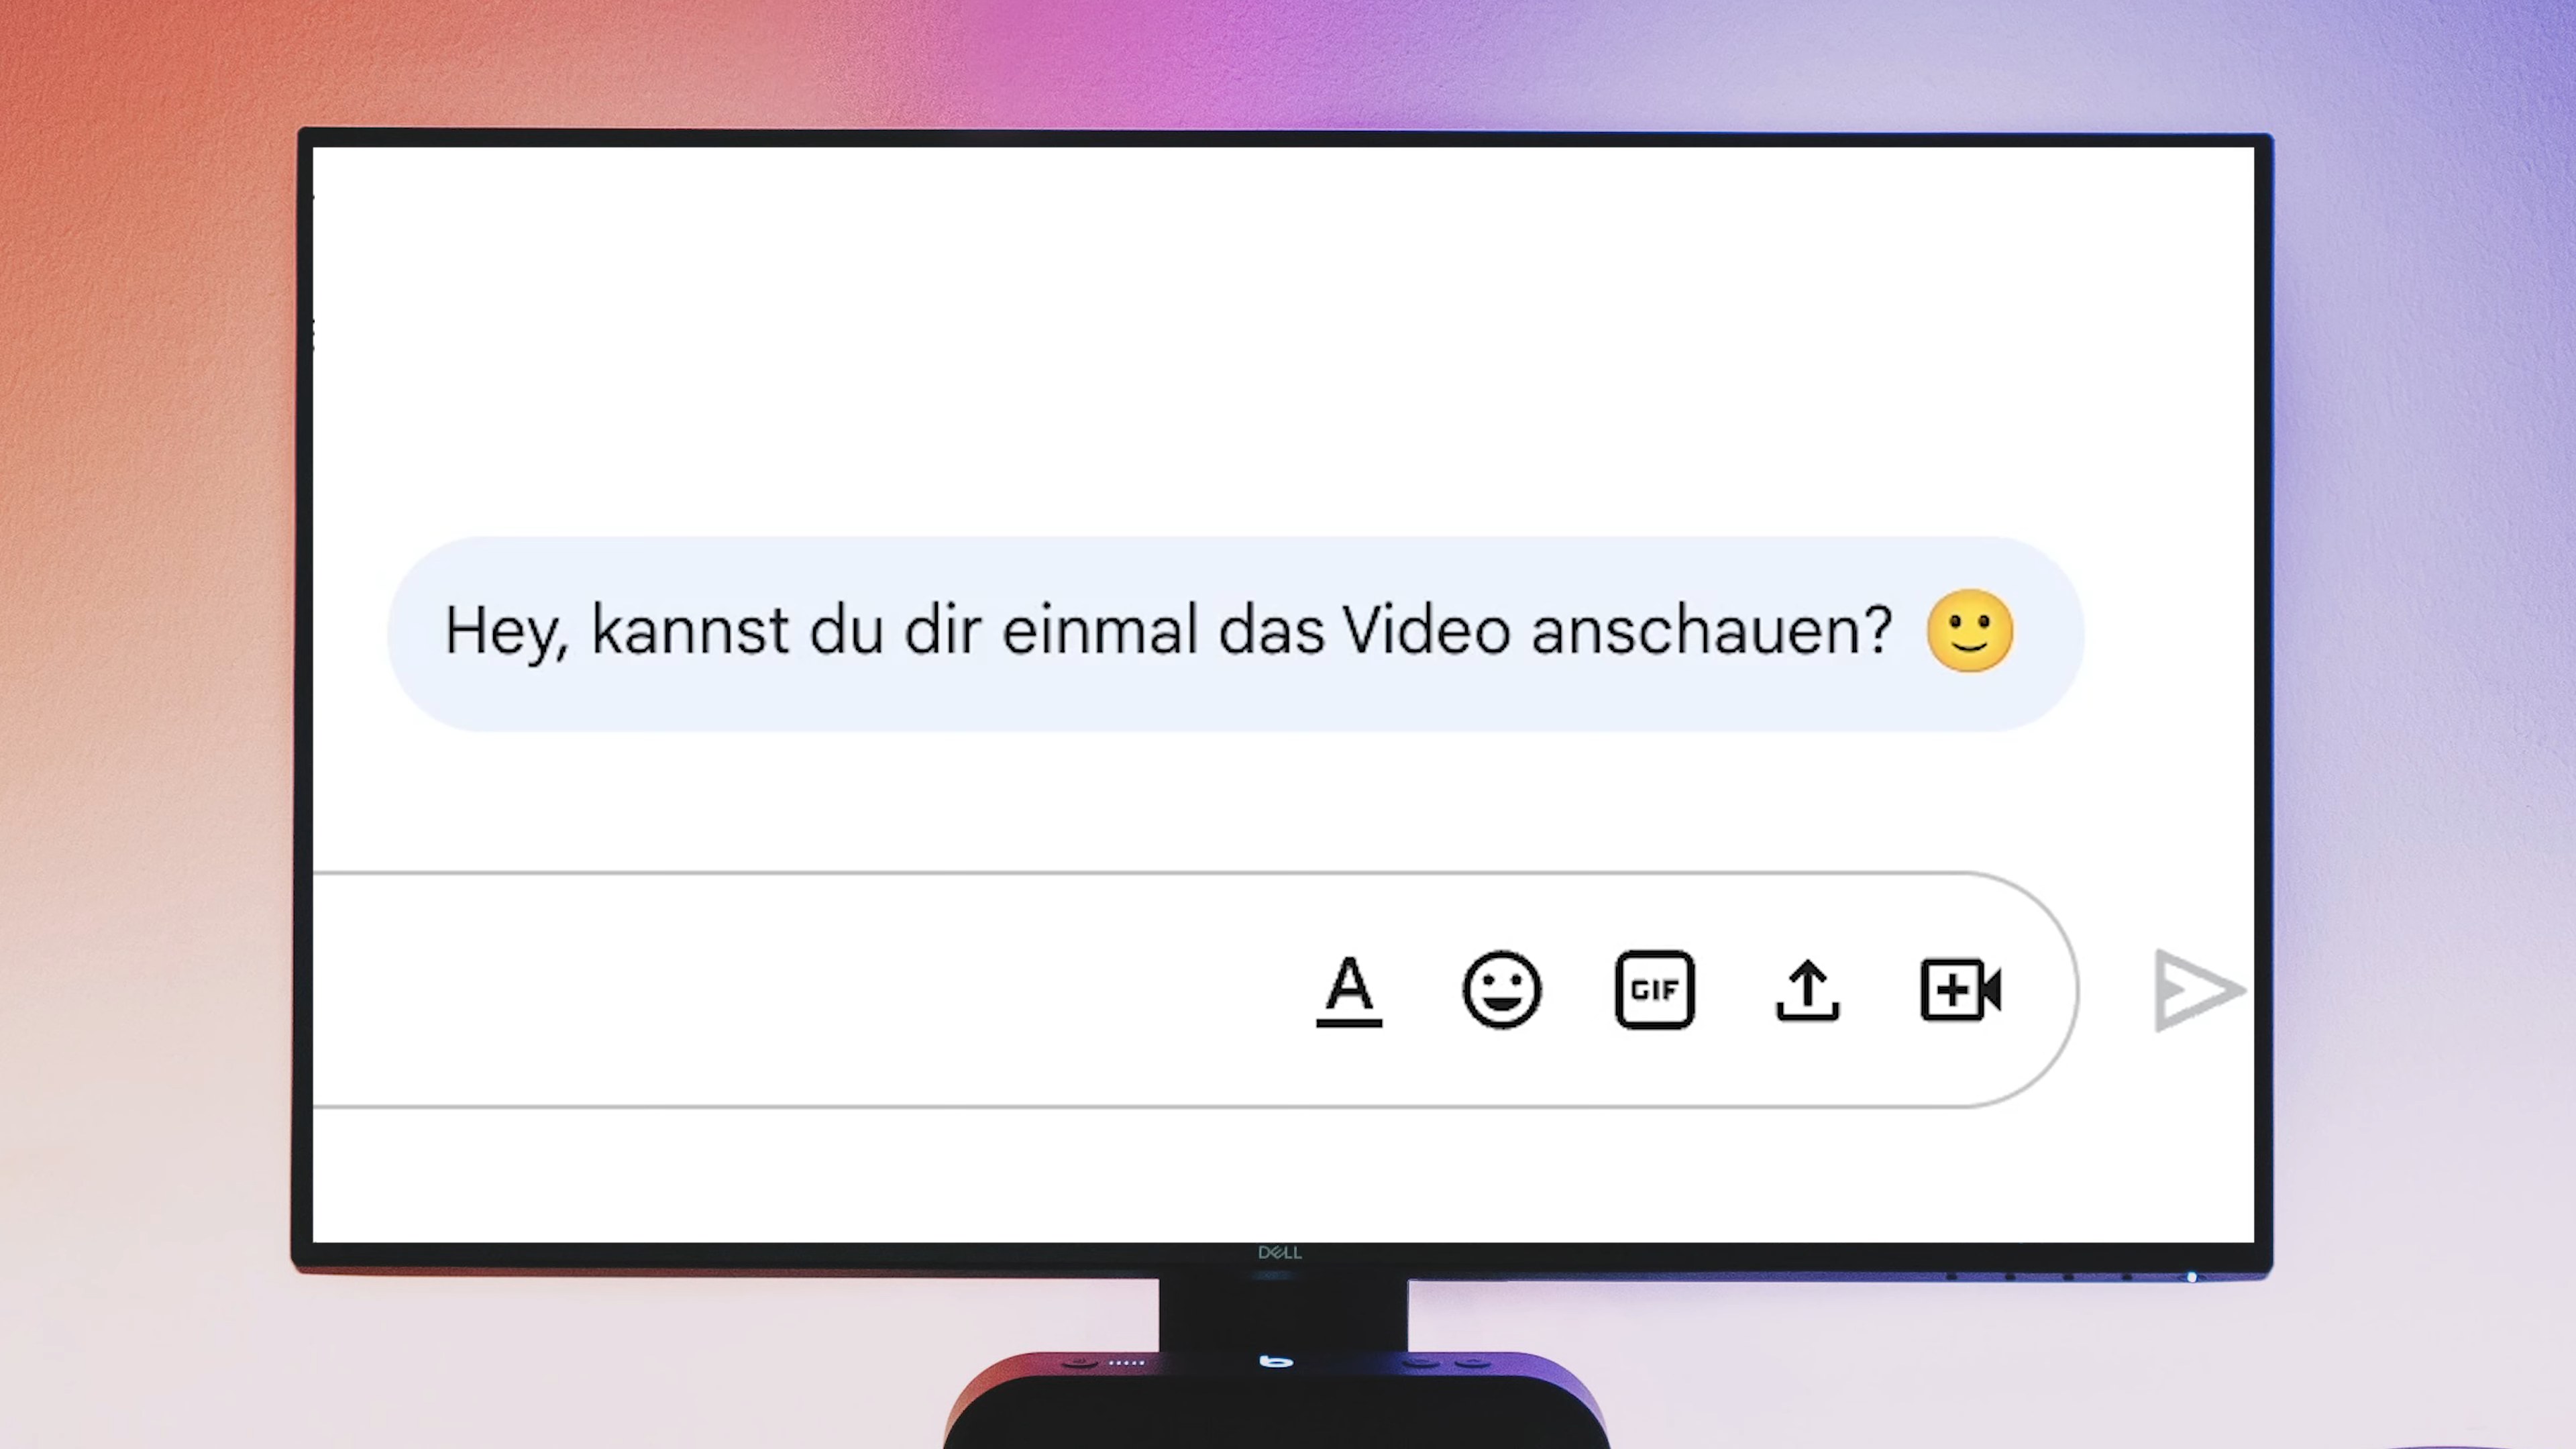 Hey, kannst du dir einmal das Video anschauen? 🙂
A
GIF
DELL
b